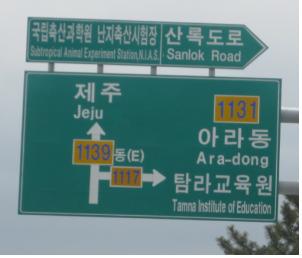 국립축산과학원 난지축산시험장
Subtropical Animal Experiment Station, N.I.A.S.
산록도로
Sanlok Road
제주
Jeju
1131
아라동
Ara-dong
1139
동(E)
1117
탐라교육원
Tamna Institute of Education